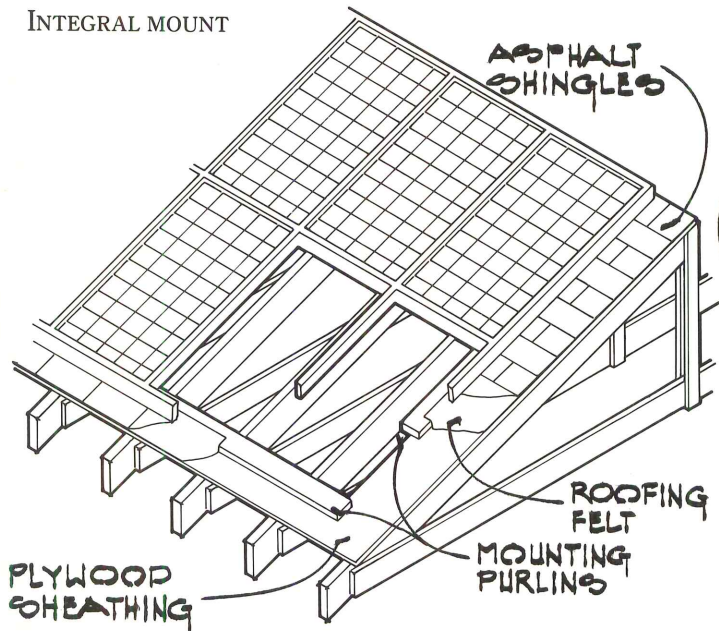 INTEGRAL MOUNT
ASPHALT
SHINGLES
ROOFING
FELT
MOUNTING
PURLINS
PLYWOOD
SHEATHING